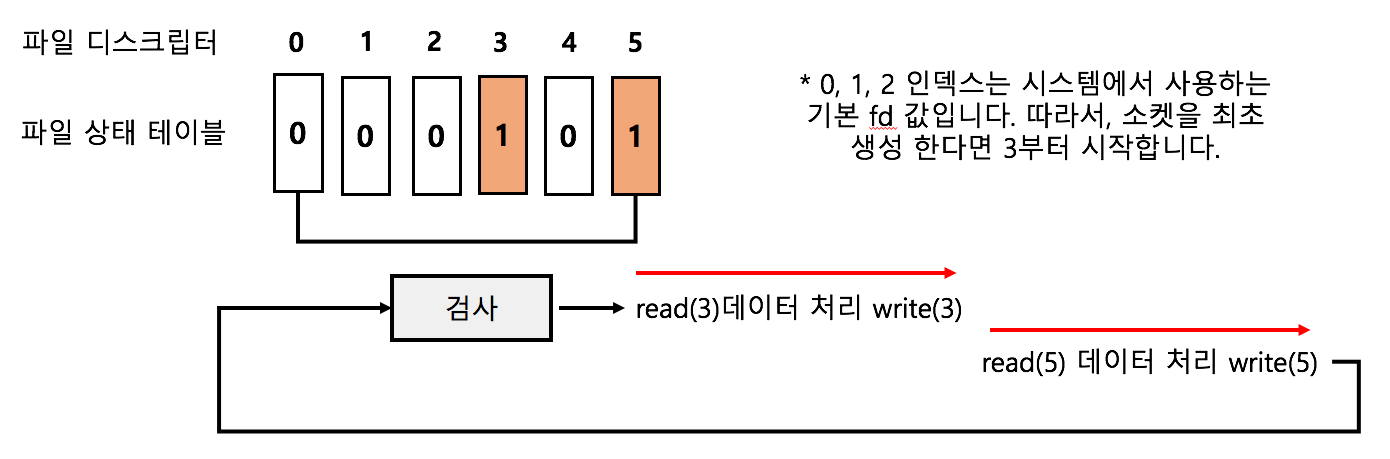 파일 디스크립터 0 1 2 3 4 5
파일 상태 테이블 0 0 0 1 0 1
* 0, 1, 2 인덱스는 시스템에서 사용하는
기본 fd 값입니다. 따라서, 소켓을 최초
생성 한다면 3부터 시작합니다.
검사
read(3)데이터 처리 write(3)
read(5) 데이터 처리 write(5)